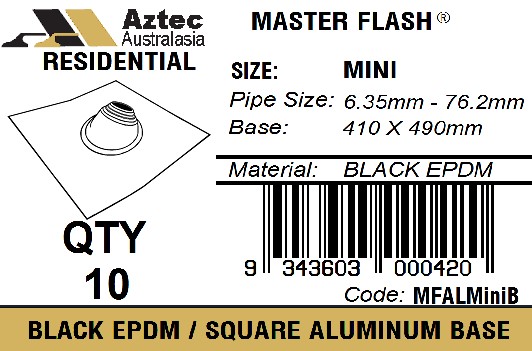 Aztec
Australasia
RESIDENTIAL
MASTER FLASH ®
SIZE: MINI
Pipe Size: 6.35mm - 76.2mm
Base: 410 X 490mm
Material: BLACK EPDM
QTY
10
9 343603 000420
Code: MFALMiniB
BLACK EPDM / SQUARE ALUMINUM BASE